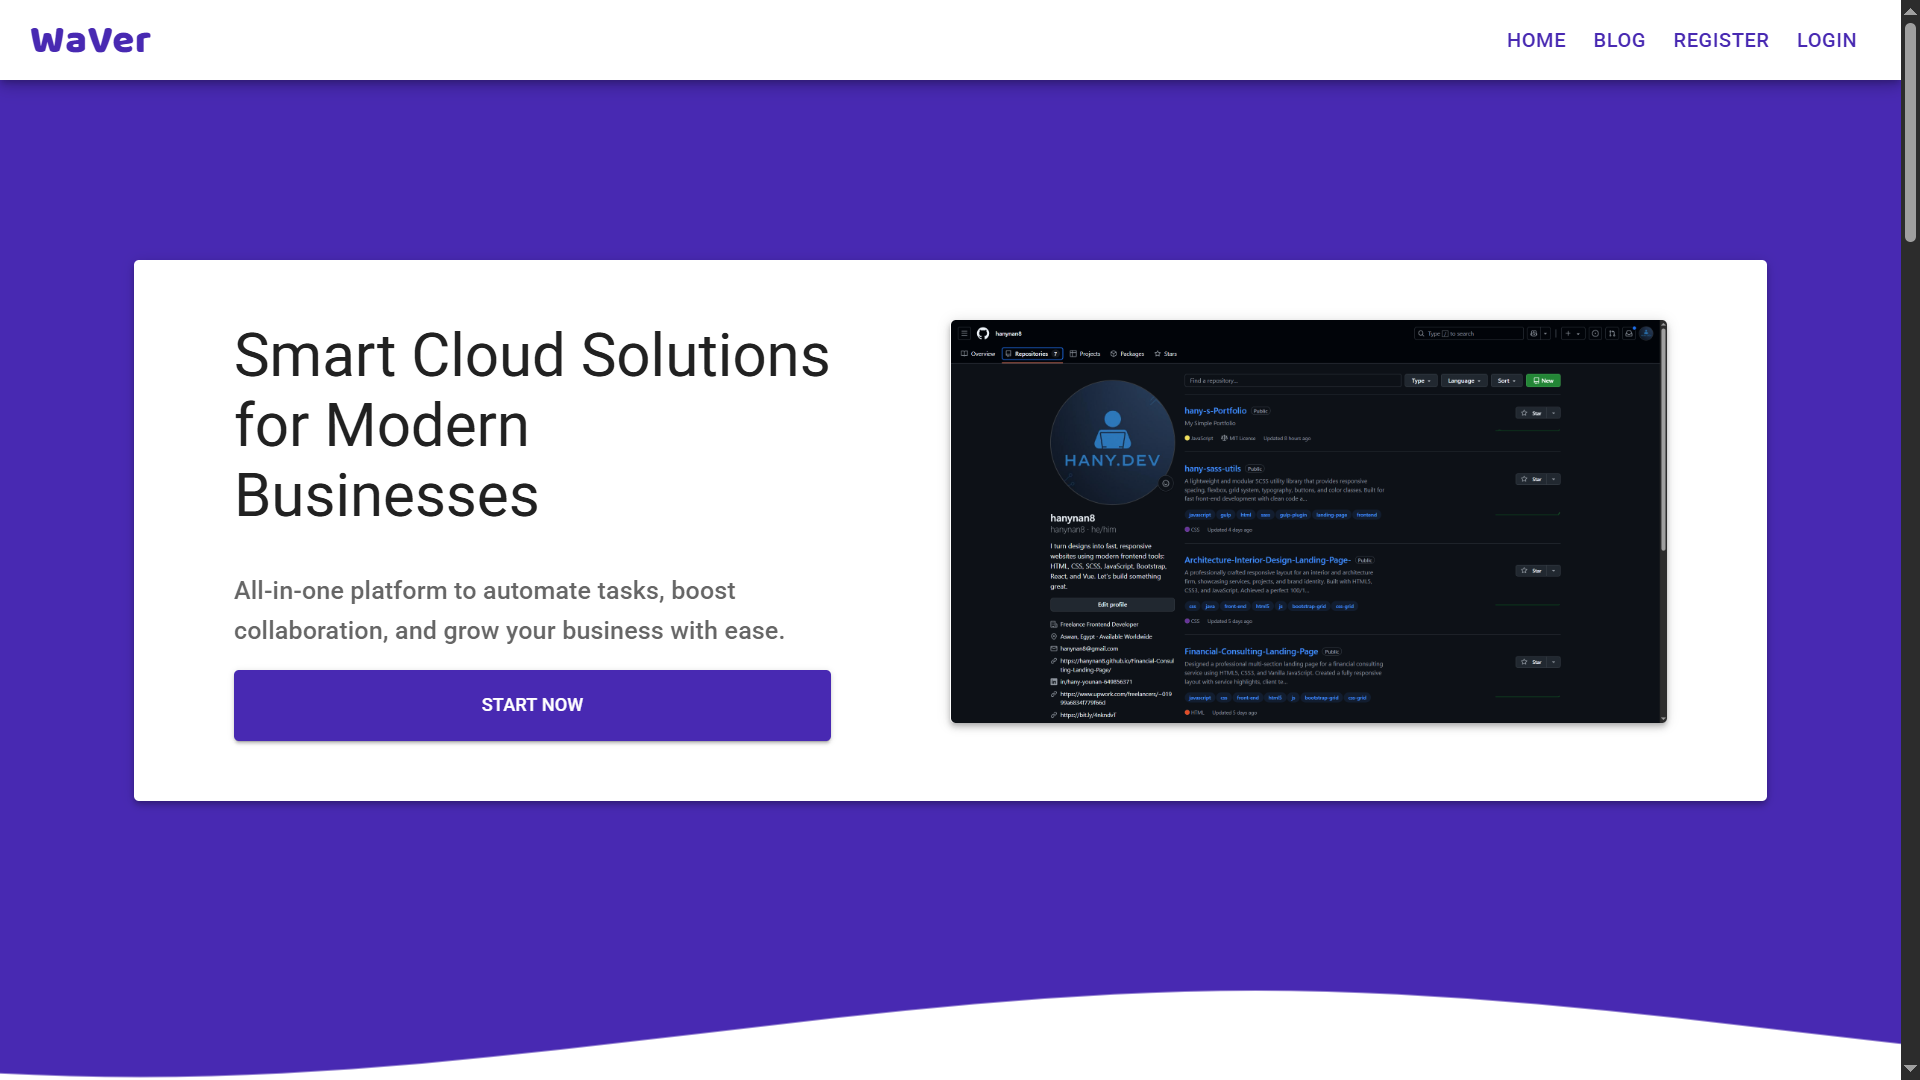 WaVer
HOME BLOG REGISTER LOGIN
Smart Cloud Solutions
for Modern
Businesses
All-in-one platform to automate tasks, boost
collaboration, and grow your business with ease.
START NOW
hanynan8
Type / to search
Overview Repositories 7 Projects Packages Stars
HANY.DEV
hanynan8
hanynan8 · he/him
I turn designs into fast, responsive
websites using modern frontend tools:
HTML, CSS, SCSS, JavaScript, Bootstrap,
React, and Vue. Let's build something
great.
Edit profile
Freelance Frontend Developer
Aswan, Egypt · Available Worldwide
hanynan8@gmail.com
https://hanynan8.github.io/Financial-Consul
ting-Landing-Page/
in/hany-younan-649856371
https://www.upwork.com/freelancers/~019
Find a repository...
Type Language Sort New
hany-s-Portfolio Public
Star
My Simple Portfolio
JavaScript MIT License Updated 8 hours ago
hany-sass-utils Public
Star
A lightweight and modular SCSS utility library that provides responsive
spacing, flexbox, grid system, typography, buttons, and color classes. Built for
fast front-end development with clean code a...
javascript gulp html sass gulp-plugin landing-page frontend
CSS Updated 4 days ago
Architecture-Interior-Design-Landing-Page- Public
Star
A professionally crafted responsive layout for an interior and architecture
firm, showcasing services, projects, and brand identity. Built with HTML5,
CSS3, and JavaScript. Achieved a perfect 100/1...
css java front-end html5 js bootstrap-grid css-grid
CSS Updated 5 days ago
Financial-Consulting-Landing-Page Public
Star
Designed a professional multi-section landing page for a financial consulting
service using HTML5, CSS3, and Vanilla JavaScript. Created a fully responsive
layout with service highlights, client te...
javascript css front-end html5 js bootstrap-grid css-grid
HTML Updated 5 days ago